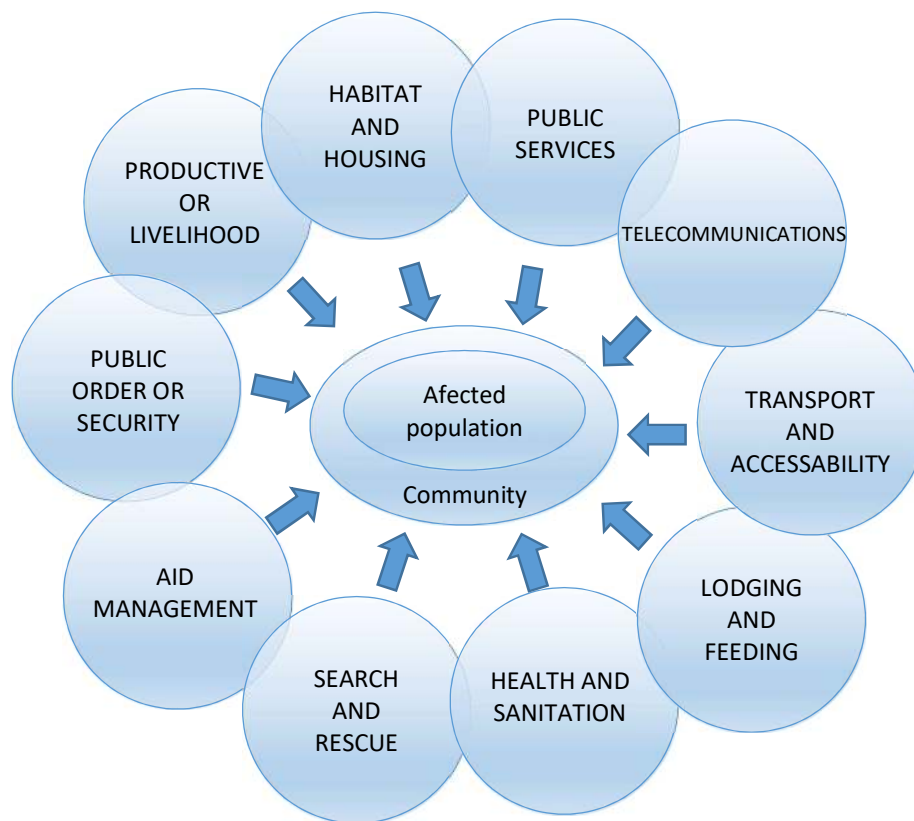 HABITAT
AND
HOUSING
PUBLIC
SERVICES
TELECOMMUNICATIONS
TRANSPORT
AND
ACCESSABILITY
LODGING
AND
FEEDING
HEALTH AND
SANITATION
SEARCH
AND
RESCUE
AID
MANAGEMENT
PUBLIC
ORDER OR
SECURITY
PRODUCTIVE
OR
LIVELIHOOD
Afected
population
Community